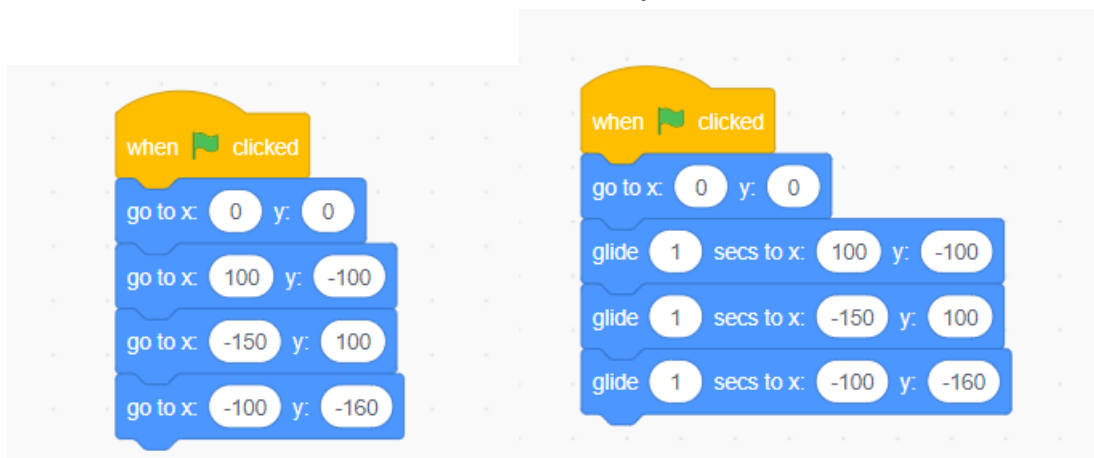 when clicked
go to x: 0 y: 0
go to x: 100 y: -100
go to x: -150 y: 100
go to x: -100 y: -160
when clicked
go to x: 0 y: 0
glide 1 secs to x: 100 y: -100
glide 1 secs to x: -150 y: 100
glide 1 secs to x: -100 y: -160